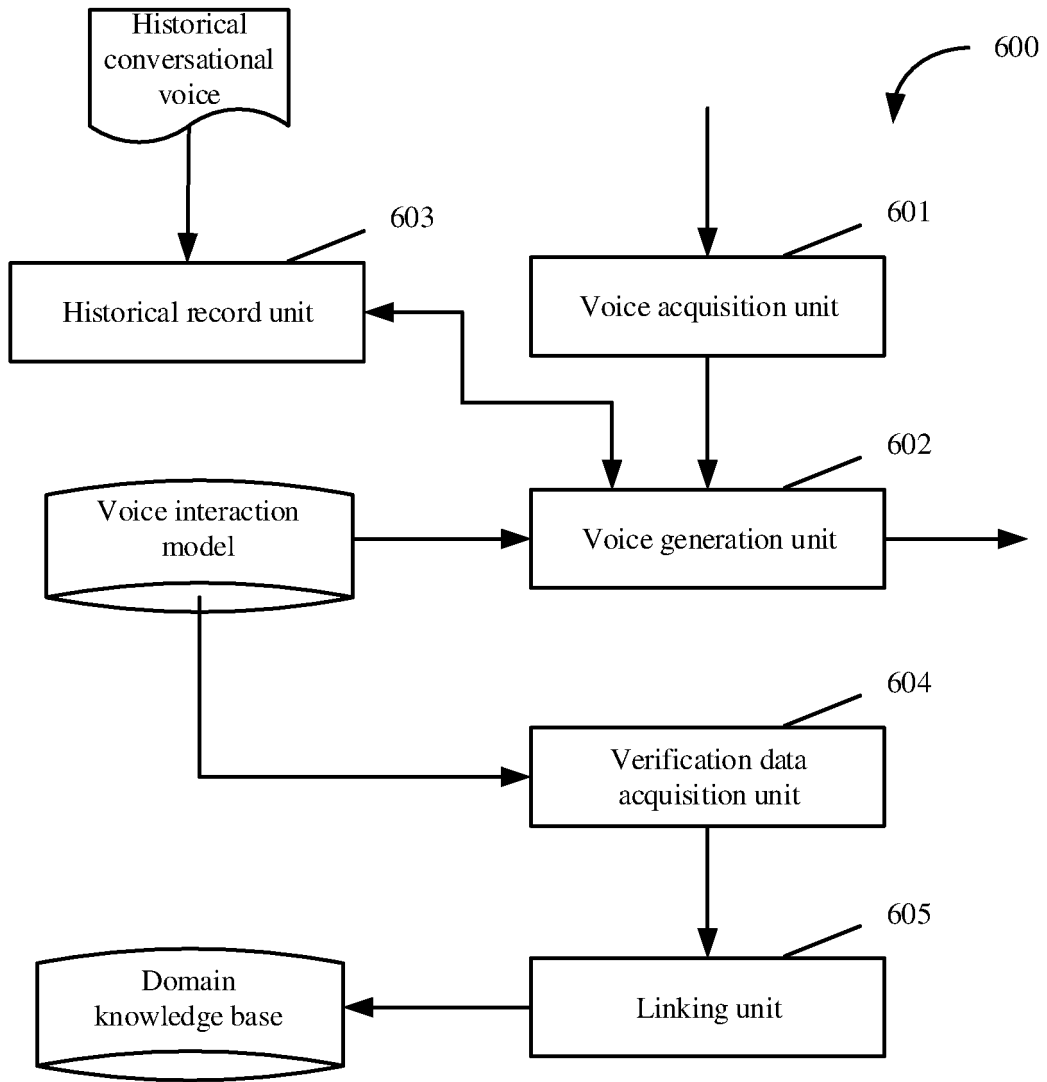 Historical
conversational
voice
600
603
601
Historical record unit
Voice acquisition unit
602
Voice interaction
model
Voice generation unit
604
Verification data
acquisition unit
605
Domain
knowledge base
Linking unit